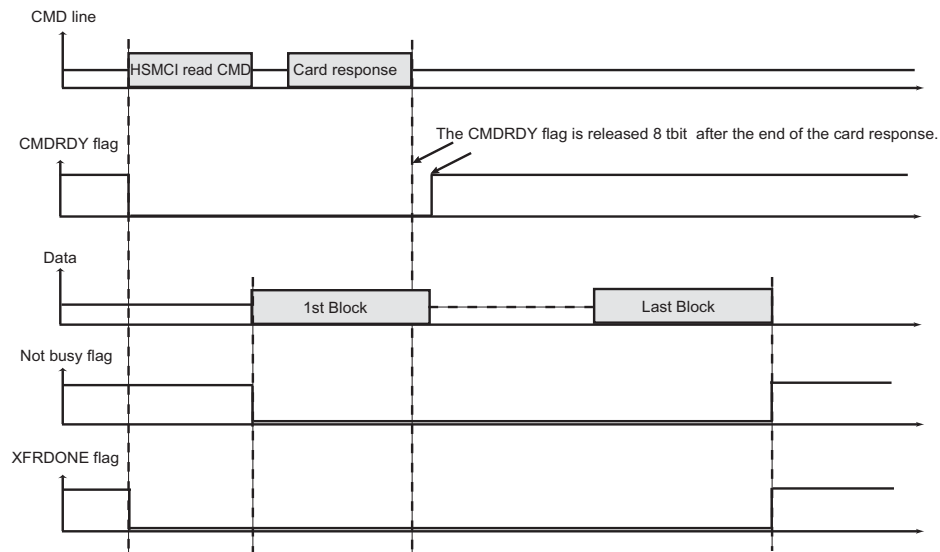 CMD line
HSMCI read CMD
Card response
CMDRDY flag
The CMDRDY flag is released 8 tbit after the end of the card response.
Data
1st Block
Last Block
Not busy flag
XFRDONE flag